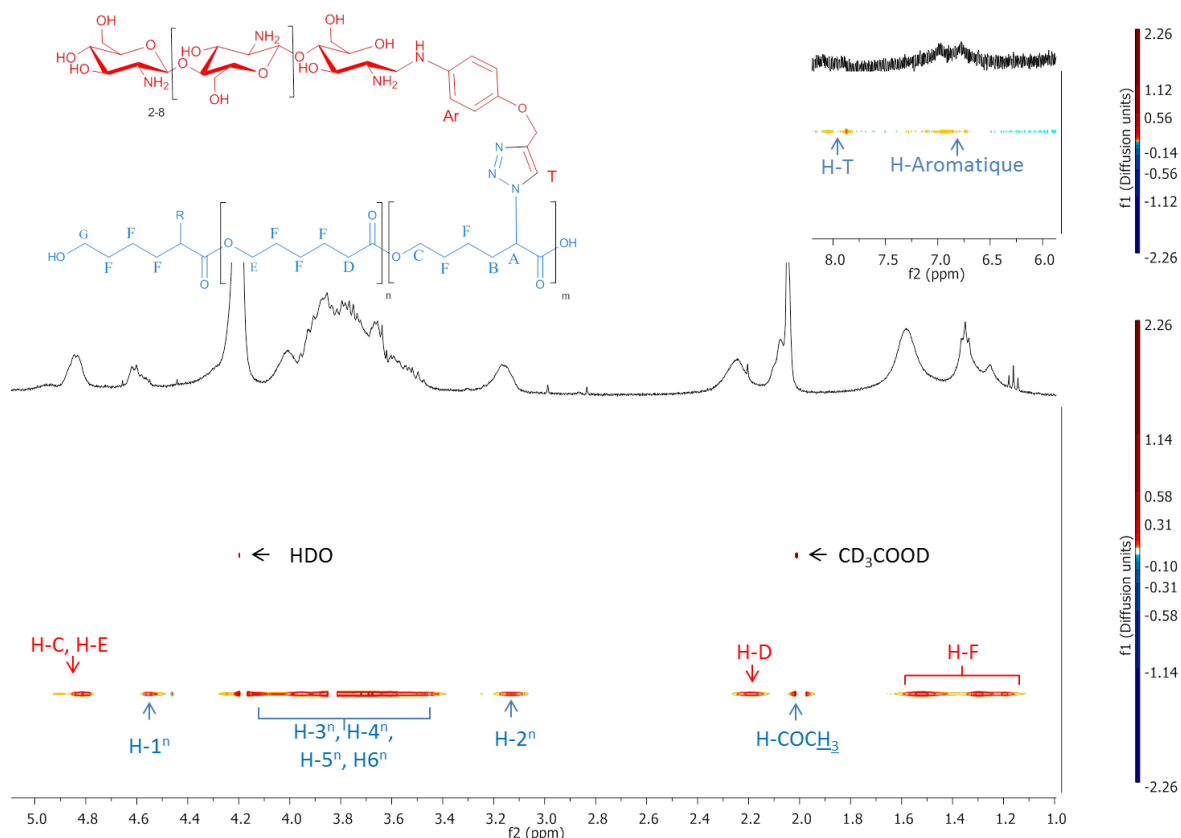 OH
HO
HO
O
HO
NH₂
O
2-8
HO
NH₂
O
OH
O
OH
OH
HO
NH₂
H
N
Ar
O
N
N
N
T
HO
G
F
F
F
F
R
O
O
E
F
F
F
F
D
O
n
O
C
F
F
F
B
A
O
OH
m
H-T
H-Aromatique
8.0 7.5 7.0 6.5 6.0
f2 (ppm)
2.26
1.12
0.56
-0.14
-0.56
-1.12
-2.26
f1 (Diffusion units)
HDO
CD₃COOD
H-C, H-E
H-D
H-F
H-1ⁿ
H-3ⁿ, H-4ⁿ,
H-5ⁿ, H6ⁿ
H-2ⁿ
H-COCH₃
5.0 4.8 4.6 4.4 4.2 4.0 3.8 3.6 3.4 3.2 3.0 2.8 2.6 2.4 2.2 2.0 1.8 1.6 1.4 1.2 1.0
f2 (ppm)
2.26
1.14
0.58
0.31
-0.10
-0.31
-0.58
-1.14
-2.26
f1 (Diffusion units)